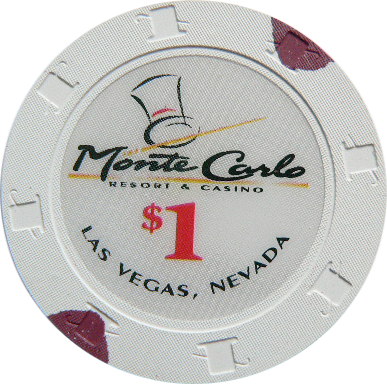 Monte Carlo
RESORT & CASINO
$1
LAS VEGAS, NEVADA